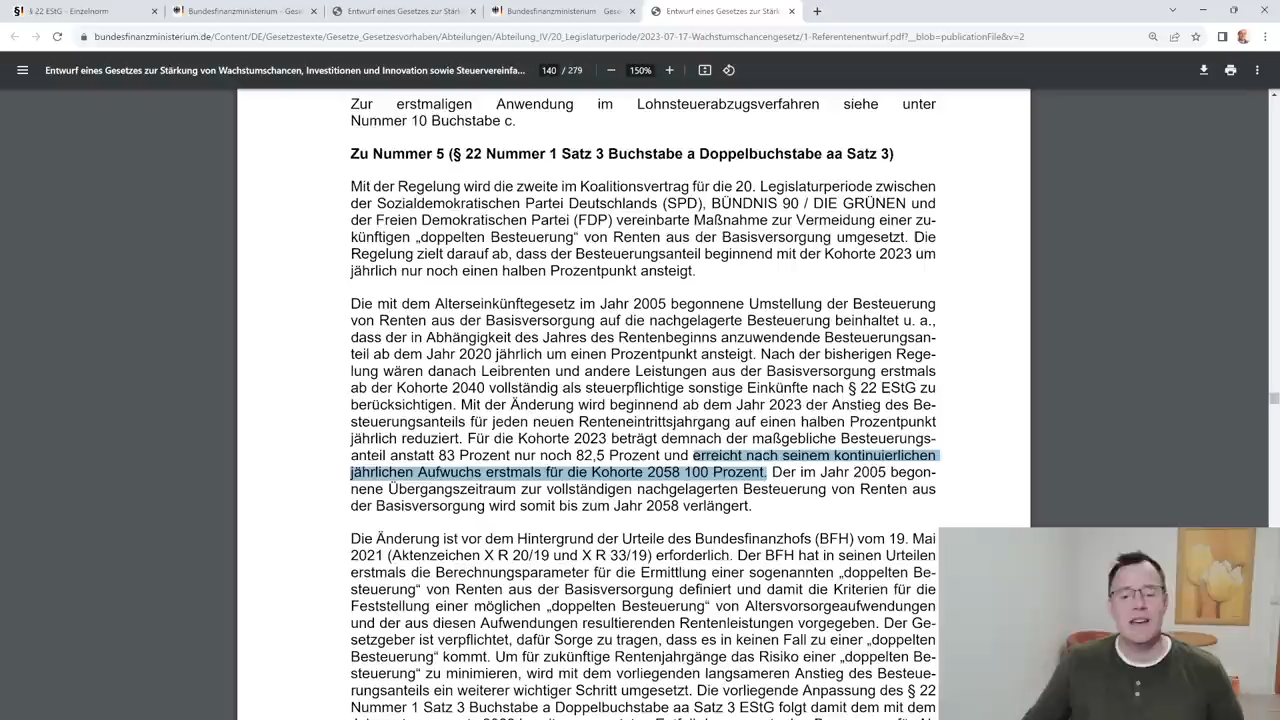 § 22 EStG - Einzelnorm
Bundesfinanzministerium - Geset
Entwurf eines Gesetzes zur Stärk
Bundesfinanzministerium - Geset
Entwurf eines Gesetzes zur Stärk
bundesfinanzministerium.de/Content/DE/Gesetzestexte/Gesetze_Gesetzesvorhaben/Abteilungen/Abteilung_IV/20_Legislaturperiode/2023-07-17-Wachstumschancengesetz/1-Referentenentwurf.pdf?__blob=publicationFile&v=2
Entwurf eines Gesetzes zur Stärkung von Wachstumschancen, Investitionen und Innovation sowie Steuervereinfa... 140 / 279 150%
Zur erstmaligen Anwendung im Lohnsteuerabzugsverfahren siehe unter
Nummer 10 Buchstabe c.
Zu Nummer 5 (§ 22 Nummer 1 Satz 3 Buchstabe a Doppelbuchstabe aa Satz 3)
Mit der Regelung wird die zweite im Koalitionsvertrag für die 20. Legislaturperiode zwischen
der Sozialdemokratischen Partei Deutschlands (SPD), BÜNDNIS 90 / DIE GRÜNEN und
der Freien Demokratischen Partei (FDP) vereinbarte Maßnahme zur Vermeidung einer zu-
künftigen „doppelten Besteuerung“ von Renten aus der Basisversorgung umgesetzt. Die
Regelung zielt darauf ab, dass der Besteuerungsanteil beginnend mit der Kohorte 2023 um
jährlich nur noch einen halben Prozentpunkt ansteigt.
Die mit dem Alterseinkünftegesetz im Jahr 2005 begonnene Umstellung der Besteuerung
von Renten aus der Basisversorgung auf die nachgelagerte Besteuerung beinhaltet u. a.,
dass der in Abhängigkeit des Jahres des Rentenbeginns anzuwendende Besteuerungsan-
teil ab dem Jahr 2020 jährlich um einen Prozentpunkt ansteigt. Nach der bisherigen Rege-
lung wären danach Leibrenten und andere Leistungen aus der Basisversorgung erstmals
ab der Kohorte 2040 vollständig als steuerpflichtige sonstige Einkünfte nach § 22 EStG zu
berücksichtigen. Mit der Änderung wird beginnend ab dem Jahr 2023 der Anstieg des Be-
steuerungsanteils für jeden neuen Renteneintrittsjahrgang auf einen halben Prozentpunkt
jährlich reduziert. Für die Kohorte 2023 beträgt demnach der maßgebliche Besteuerungs-
anteil anstatt 83 Prozent nur noch 82,5 Prozent und erreicht nach seinem kontinuierlichen
jährlichen Aufwuchs erstmals für die Kohorte 2058 100 Prozent. Der im Jahr 2005 begon-
nene Übergangszeitraum zur vollständigen nachgelagerten Besteuerung von Renten aus
der Basisversorgung wird somit bis zum Jahr 2058 verlängert.
Die Änderung ist vor dem Hintergrund der Urteile des Bundesfinanzhofs (BFH) vom 19. Mai
2021 (Aktenzeichen X R 20/19 und X R 33/19) erforderlich. Der BFH hat in seinen Urteilen
erstmals die Berechnungsparameter für die Ermittlung einer sogenannten „doppelten Be-
steuerung“ von Renten aus der Basisversorgung definiert und damit die Kriterien für die
Feststellung einer möglichen „doppelten Besteuerung“ von Altersvorsorgeaufwendungen
und der aus diesen Aufwendungen resultierenden Rentenleistungen vorgegeben. Der Ge-
setzgeber ist verpflichtet, dafür Sorge zu tragen, dass es in keinen Fall zu einer „doppelten
Besteuerung“ kommt. Um für zukünftige Rentenjahrgänge das Risiko einer „doppelten Be-
steuerung“ zu minimieren, wird mit dem vorliegenden langsameren Anstieg des Besteue-
rungsanteils ein weiterer wichtiger Schritt umgesetzt. Die vorliegende Anpassung des § 22
Nummer 1 Satz 3 Buchstabe a Doppelbuchstabe aa Satz 3 EStG folgt damit dem mit dem